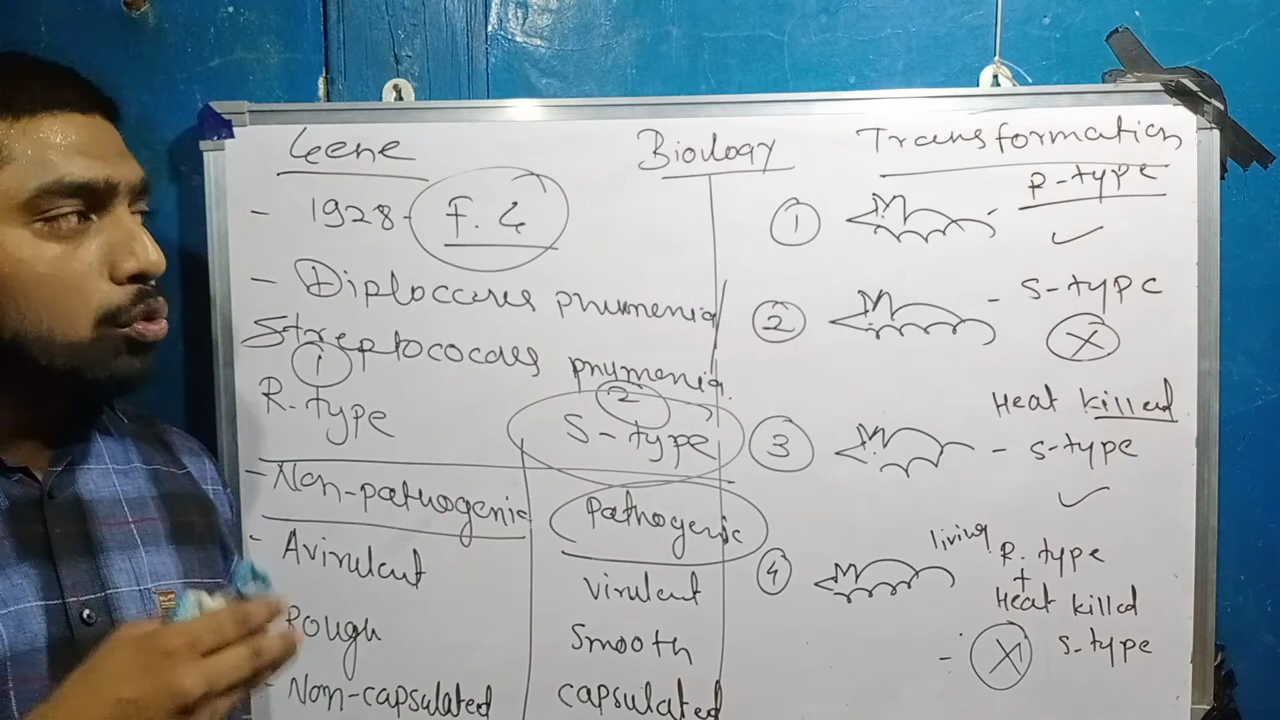 Gene Biology Transformation
- 1928 - F. G
- Diplococcus pnumenia
Streptococcus pnumenia
1 2
R-type S-type
- Non-pathogenic Pathogenic
- Avirulent Virulent
Rough Smooth
- Non-capsulated capsulated
1 - R-type
✓
2 - S-type
X
Heat killed
3 - S-type
✓
living
4 R. type
+
Heat killed
- X S-type